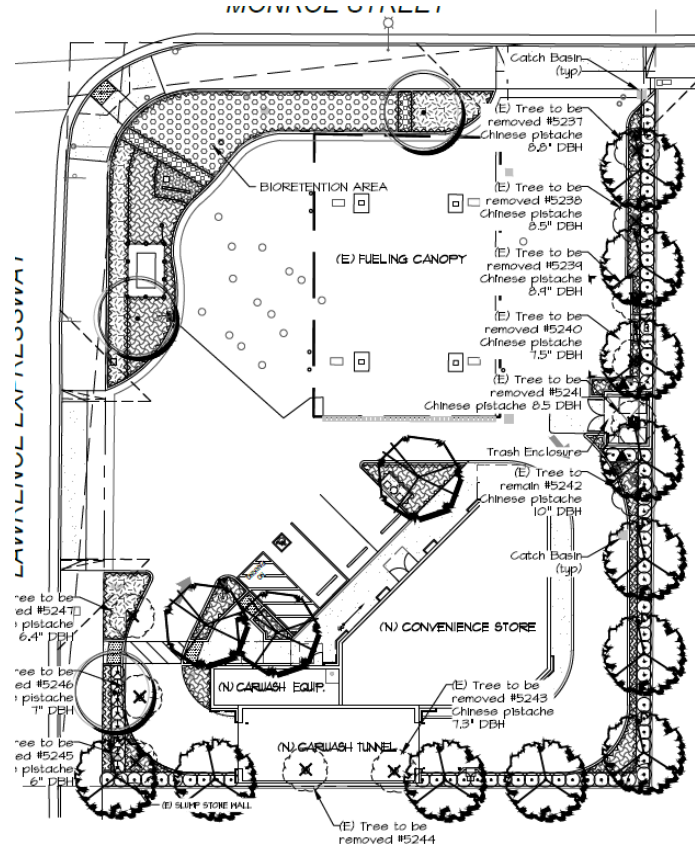 MONROE STREET
Catch Basin
(typ)
(E) Tree to be
removed #5237
Chinese pistache
8.8" DBH
BIORETENTION AREA
(E) Tree to be
removed #5238
Chinese pistache
8.5" DBH
(E) FUELING CANOPY
(E) Tree to be
removed #5239
Chinese pistache
8.9" DBH
(E) Tree to be
removed #5240
Chinese pistache
7.5" DBH
(E) Tree to be
removed #5241
Chinese pistache 8.5 DBH
LAWRENCE EXPRESSWAY
Trash Enclosure
(E) Tree to
remain #5242
Chinese pistache
10" DBH
Catch Basin
(typ)
ree to be
ed #5247
pistache
6.4" DBH
(N) CONVENIENCE STORE
ree to be
ed #5246
pistache
7" DBH
(N) CARWASH EQUIP.
(E) Tree to be
removed #5243
Chinese pistache
7.3" DBH
ree to be
ed #5245
pistache
6" DBH
(N) CARWASH TUNNEL
(E) SLUMP STONE WALL
(E) Tree to be
removed #5244